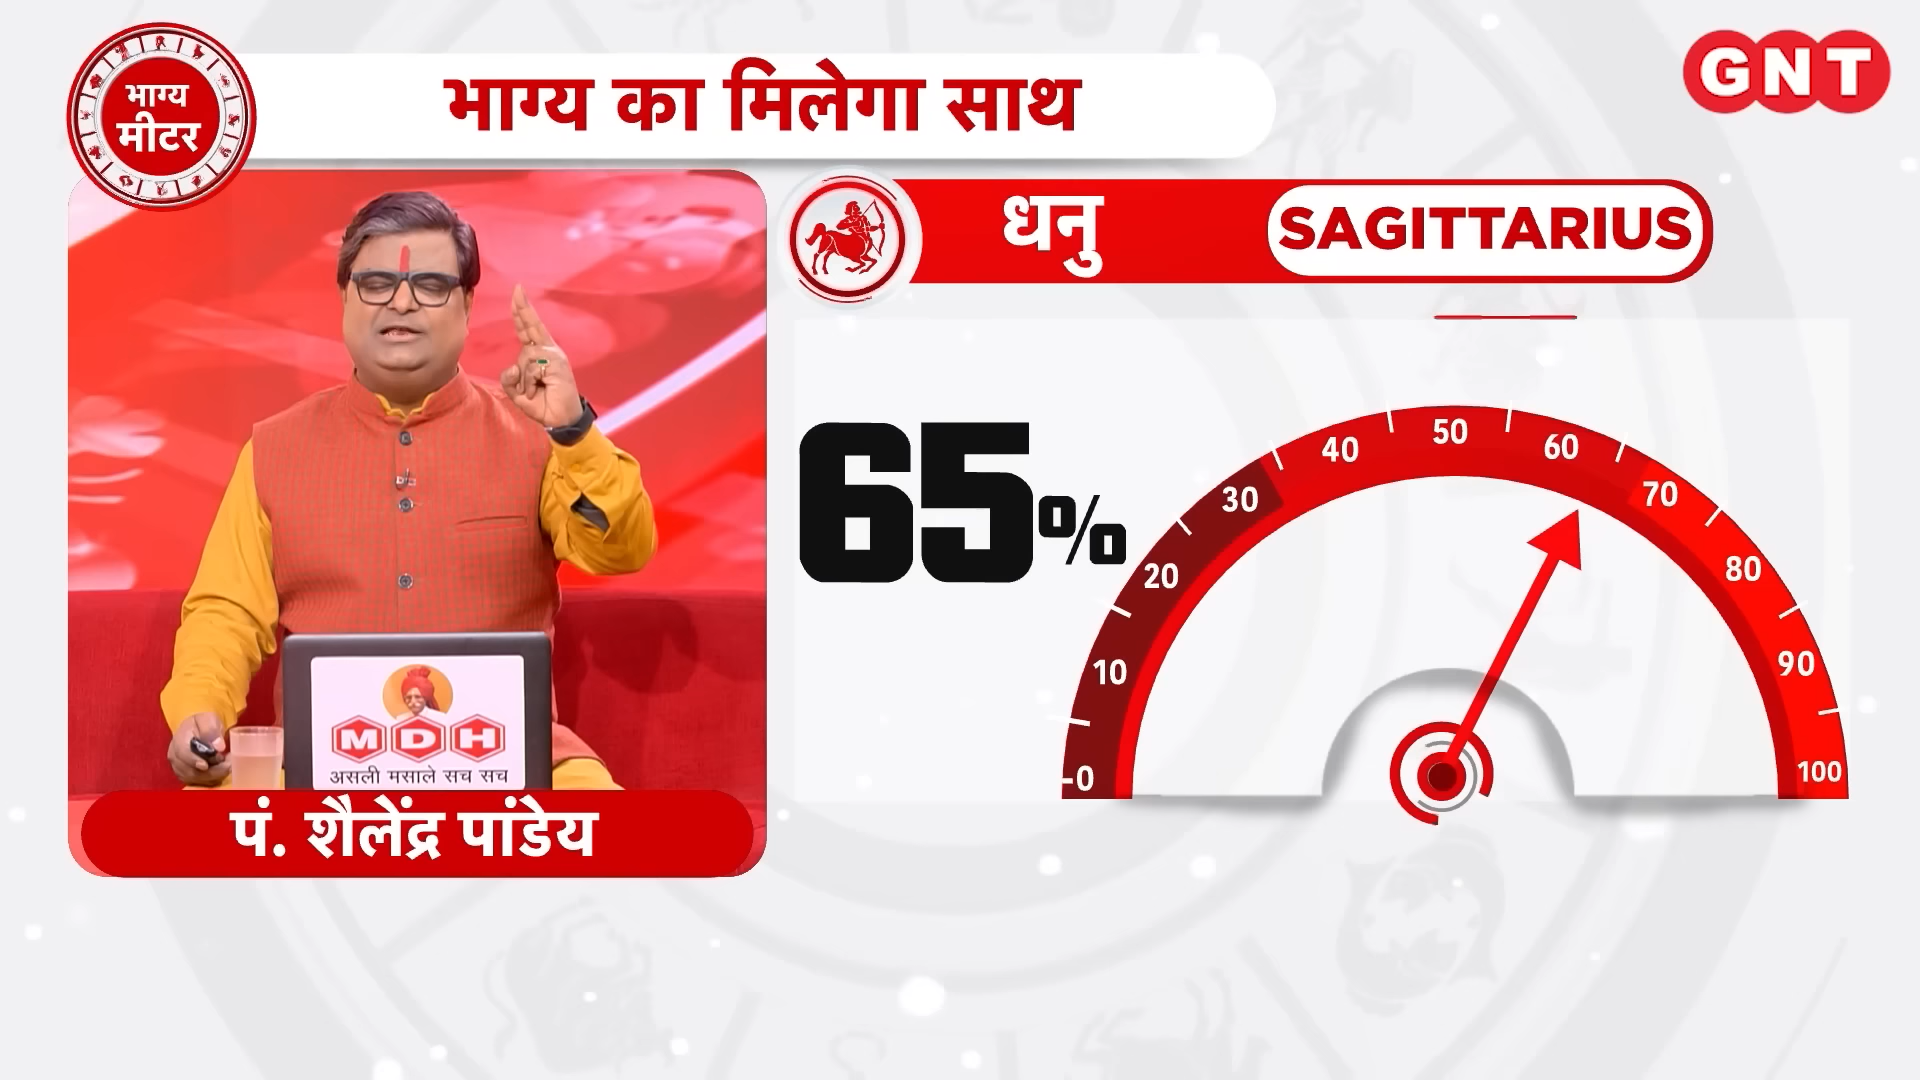 भाग्य
मीटर
भाग्य का मिलेगा साथ
GNT
धनु
SAGITTARIUS
65%
-0
10
20
30
40
50
60
70
80
90
100
MDH
असली मसाले सच सच
पं. शैलेंद्र पांडेय